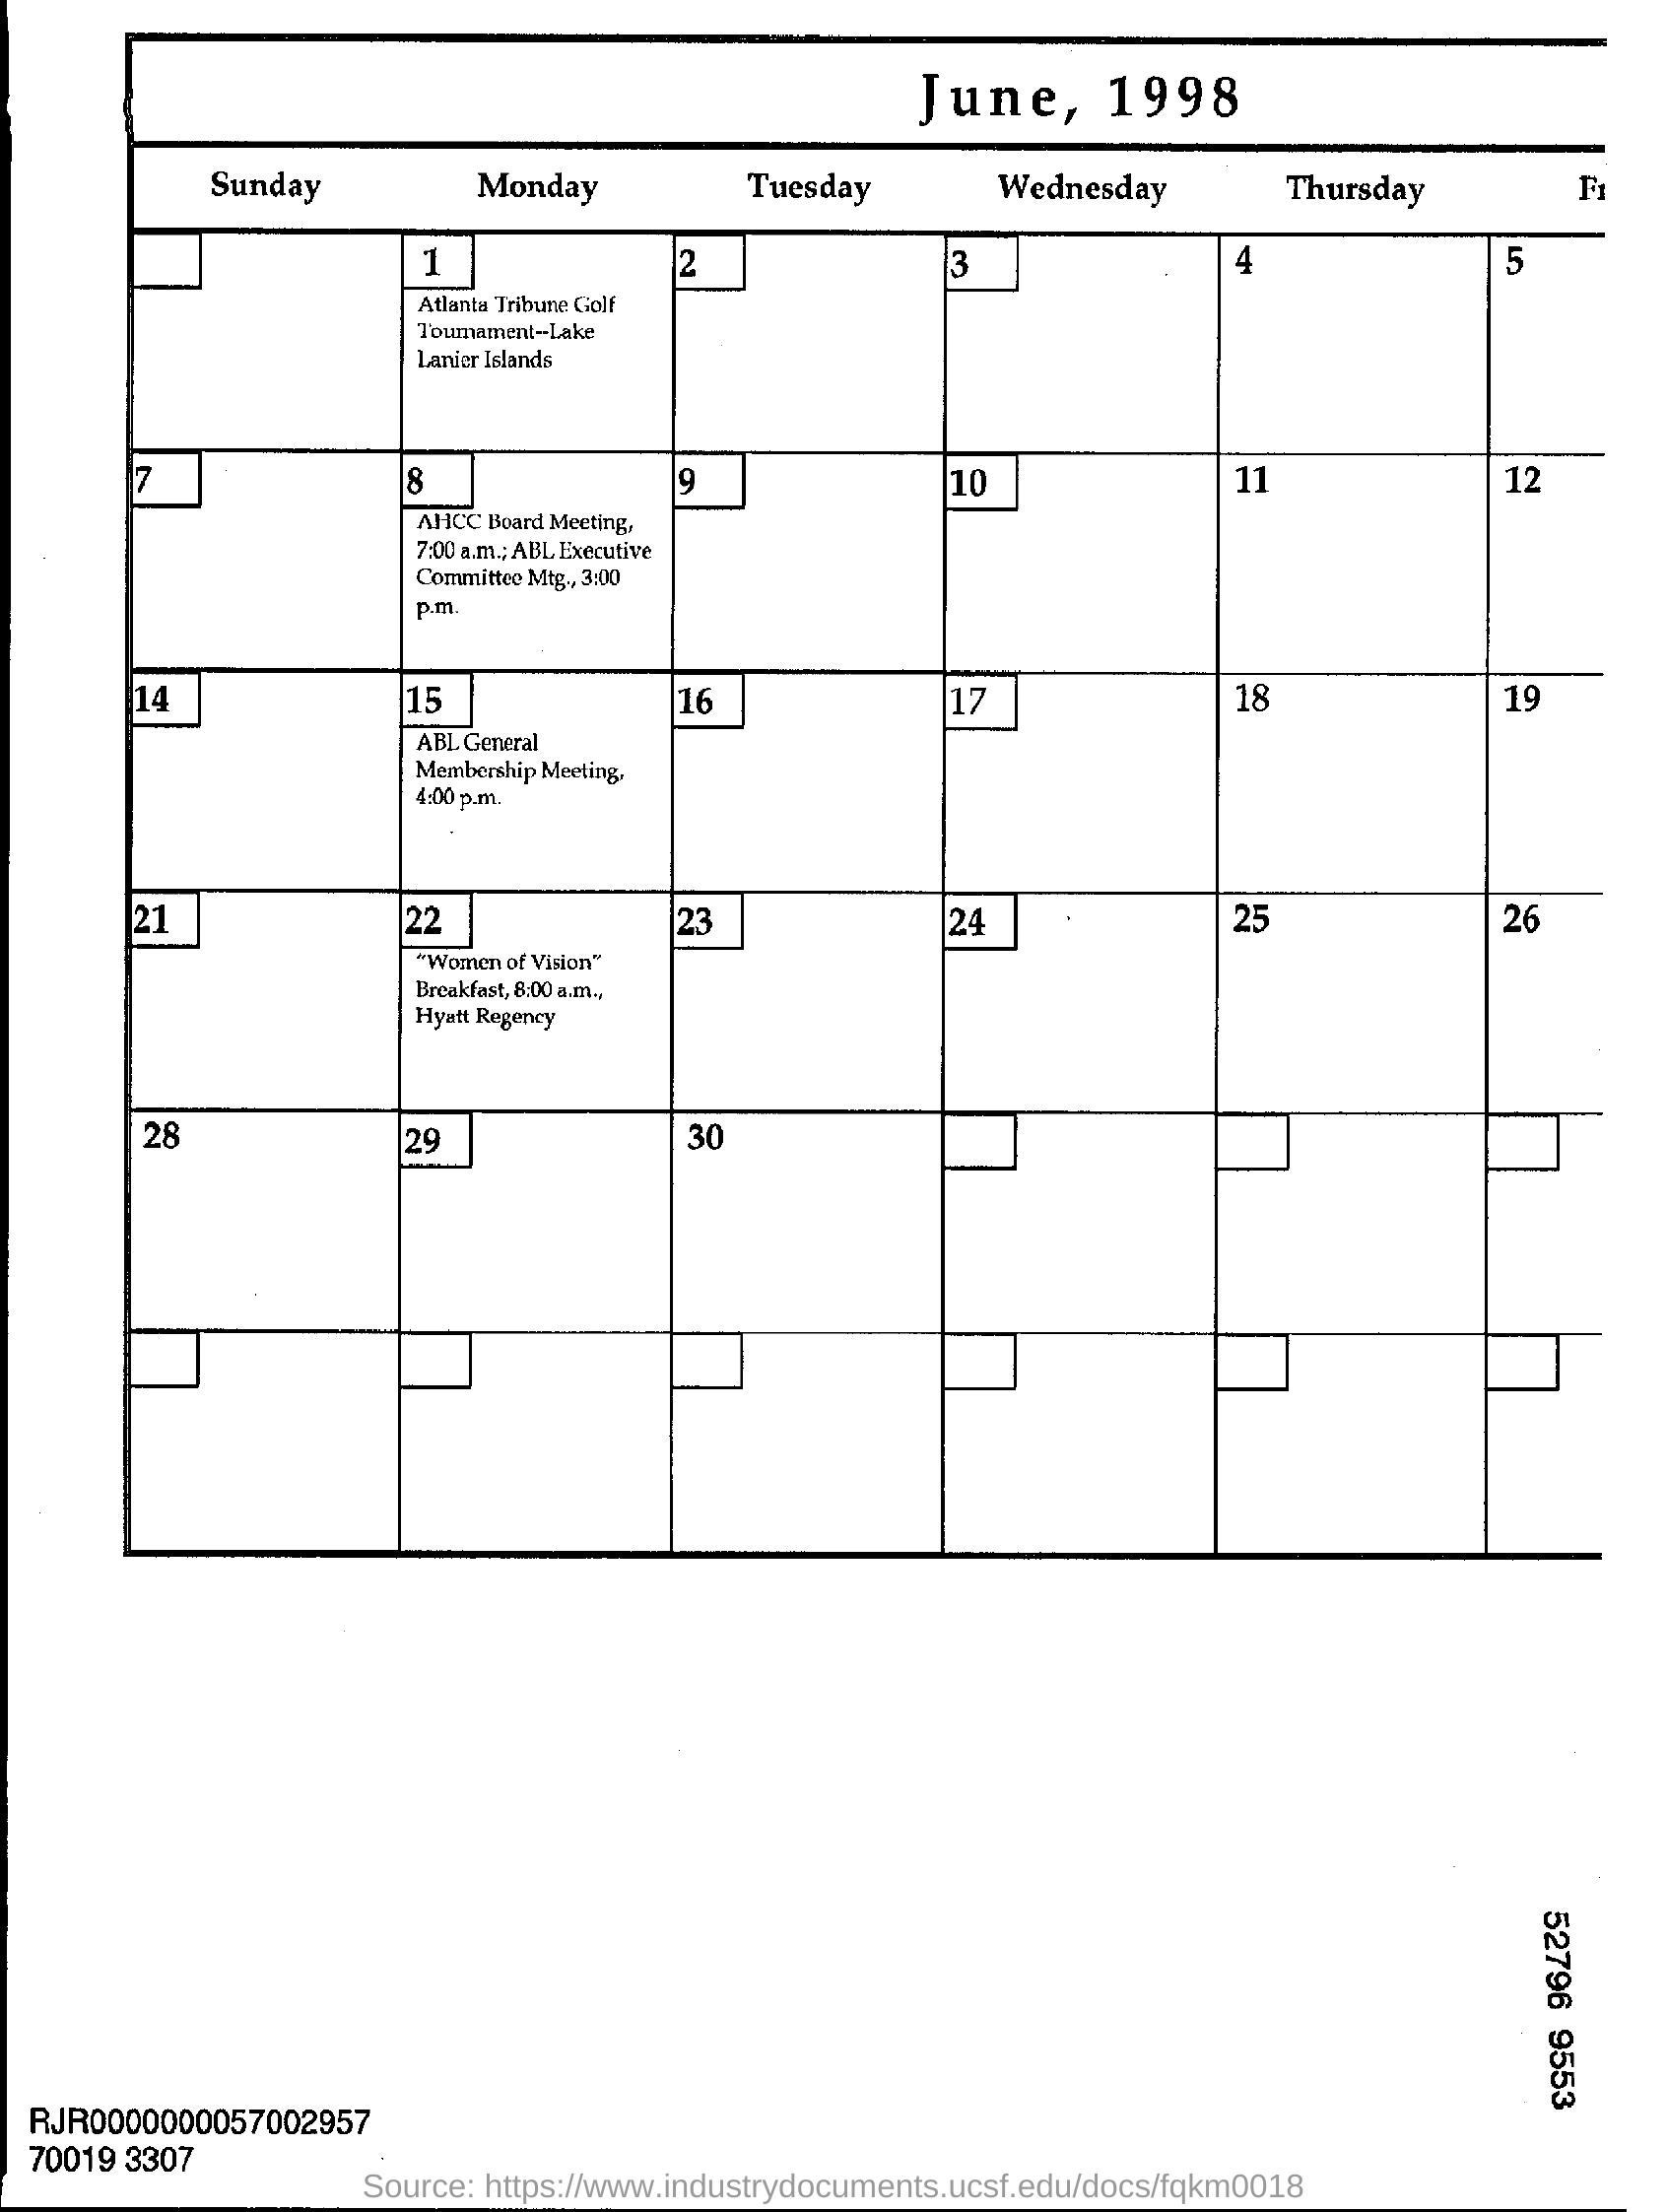 June, 1998
Sunday Monday Tuesday Wednesday Thursday Fr
1 2 3 4 5
Atlanta Tribune Golf
Tournament--Lake
Lanier Islands
7 8 9 10 11 12
AHCC Board Meeting,
7:00 a.m.; ABL Executive
Committee Mtg., 3:00
p.m.
14 15 16 17 18 19
ABL General
Membership Meeting,
4:00 p.m.
21 22 23 24 25 26
"Women of Vision"
Breakfast, 8:00 a.m.,
Hyatt Regency
28 29 30
52796 9553
RJR0000000057002957
70019 3307
Source: https://www.industrydocuments.ucsf.edu/docs/fqkm0018